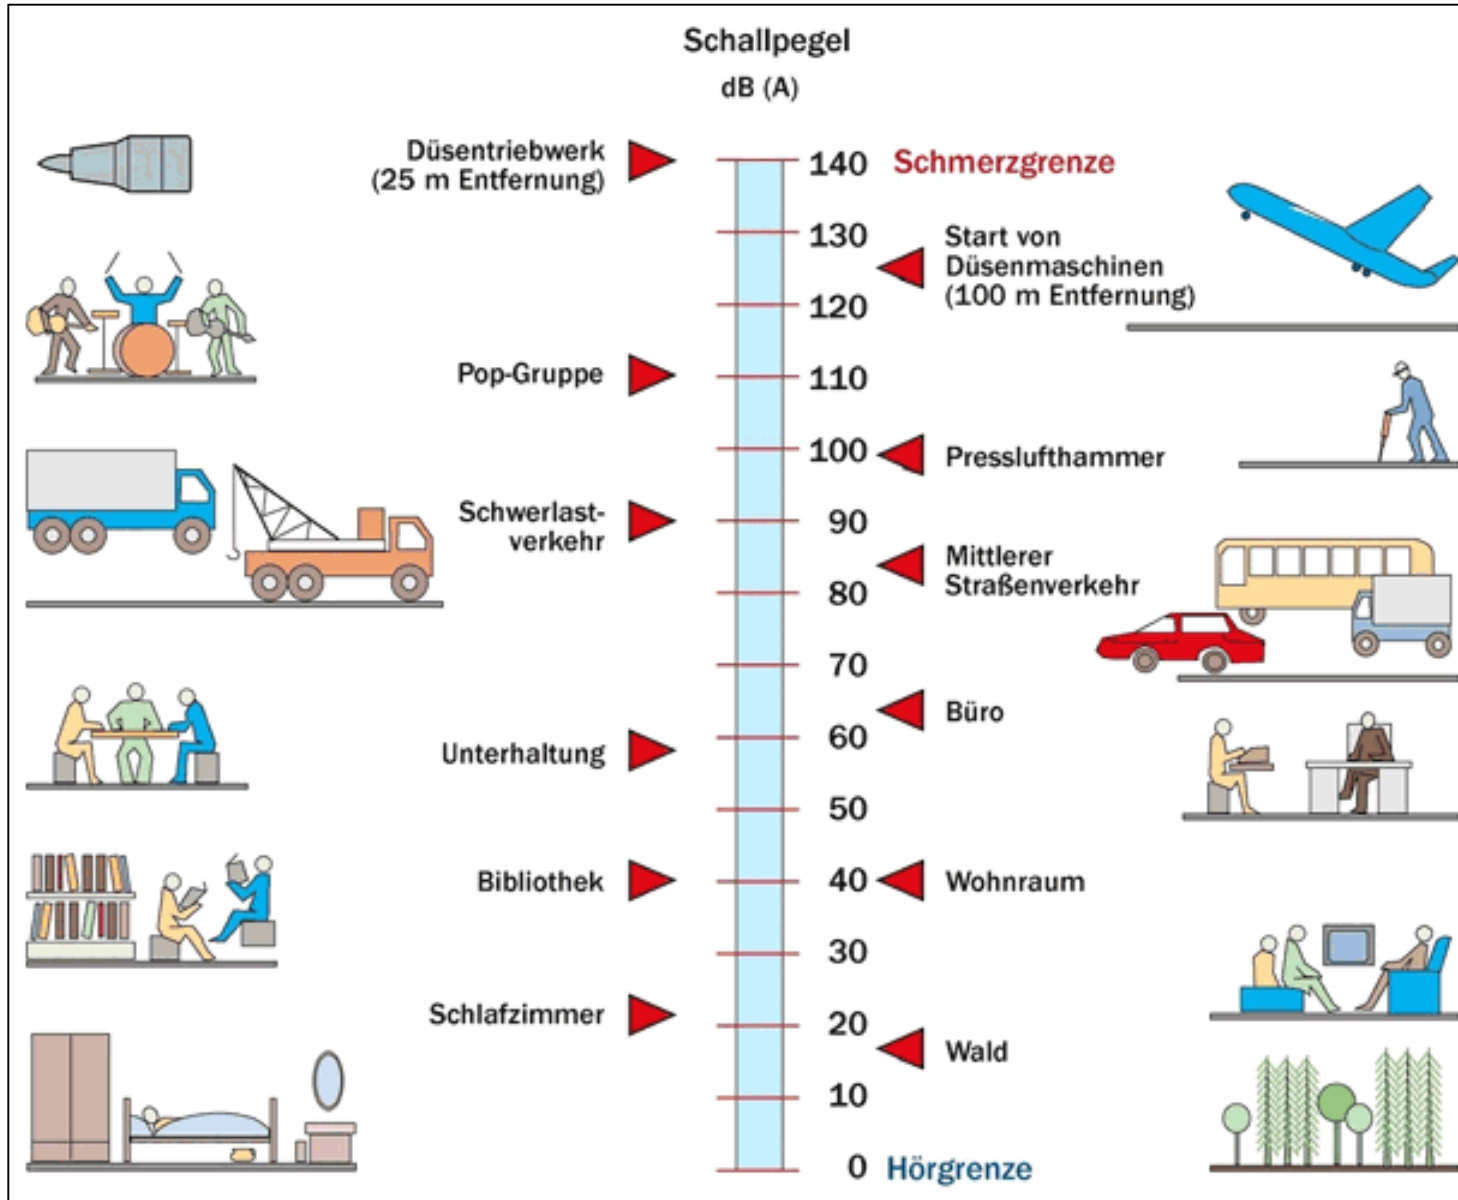 Schallpegel
dB (A)
Düsentriebwerk
(25 m Entfernung)
140 Schmerzgrenze
130
Start von
Düsenmaschinen
(100 m Entfernung)
120
Pop-Gruppe
110
100
Presslufthammer
Schwerlast-
verkehr
90
Mittlerer
Straßenverkehr
80
70
Büro
60
Unterhaltung
50
Bibliothek
40
Wohnraum
30
Schlafzimmer
20
Wald
10
0 Hörgrenze